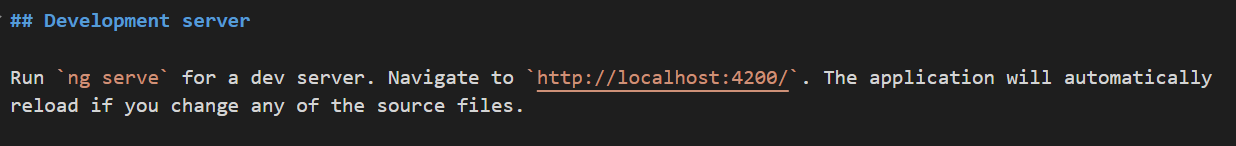 ## Development server
Run `ng serve` for a dev server. Navigate to `http://localhost:4200/`. The application will automatically
reload if you change any of the source files.